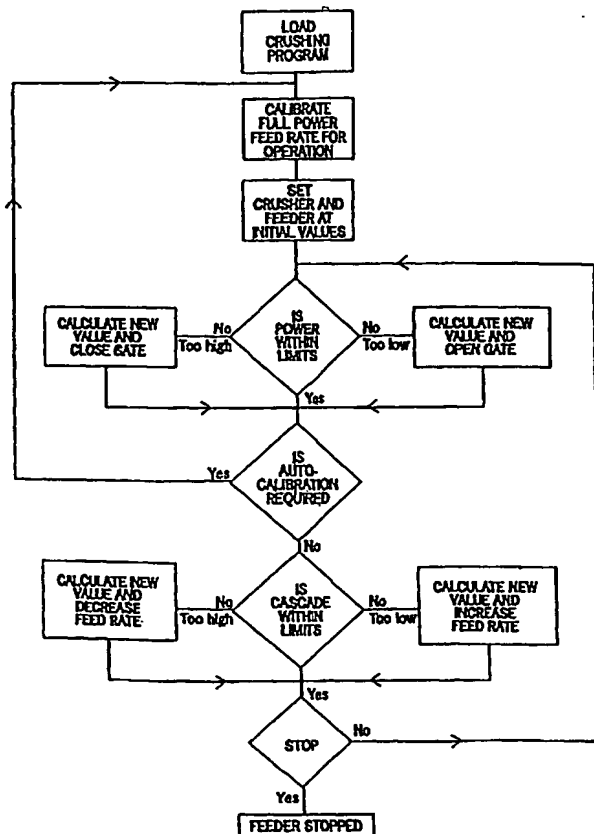 LOAD
CRUSHING
PROGRAM
CALIBRATE
FULL POWER
FEED RATE FOR
OPERATION
SET
CRUSHER AND
FEEDER AT
INITIAL VALUES
CALCULATE NEW
VALUE AND
CLOSE GATE
No
Too high
IS
POWER
WITHIN
LIMITS
No
Too low
CALCULATE NEW
VALUE AND
OPEN GATE
Yes
Yes
IS
AUTO-
CALIBRATION
REQUIRED
No
CALCULATE NEW
VALUE AND
DECREASE
FEED RATE
No
Too high
IS
CASCADE
WITHIN
LIMITS
No
Too low
CALCULATE NEW
VALUE AND
INCREASE
FEED RATE
Yes
STOP
No
Yes
FEEDER STOPPED